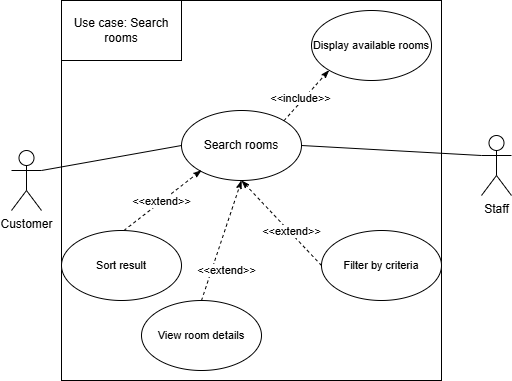 Use case: Search
rooms
Display available rooms
<<include>>
Search rooms
Customer
Staff
<<extend>>
<<extend>>
<<extend>>
Sort result
Filter by criteria
View room details